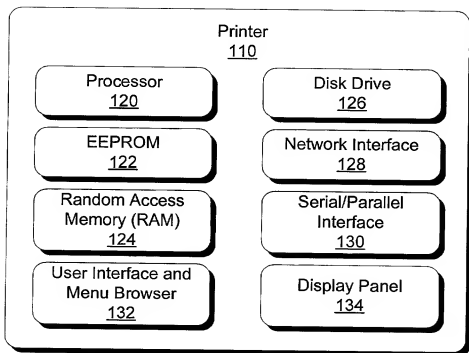 Printer
110
Processor
120
Disk Drive
126
EEPROM
122
Network Interface
128
Random Access
Memory (RAM)
124
Serial/Parallel
Interface
130
User Interface and
Menu Browser
132
Display Panel
134